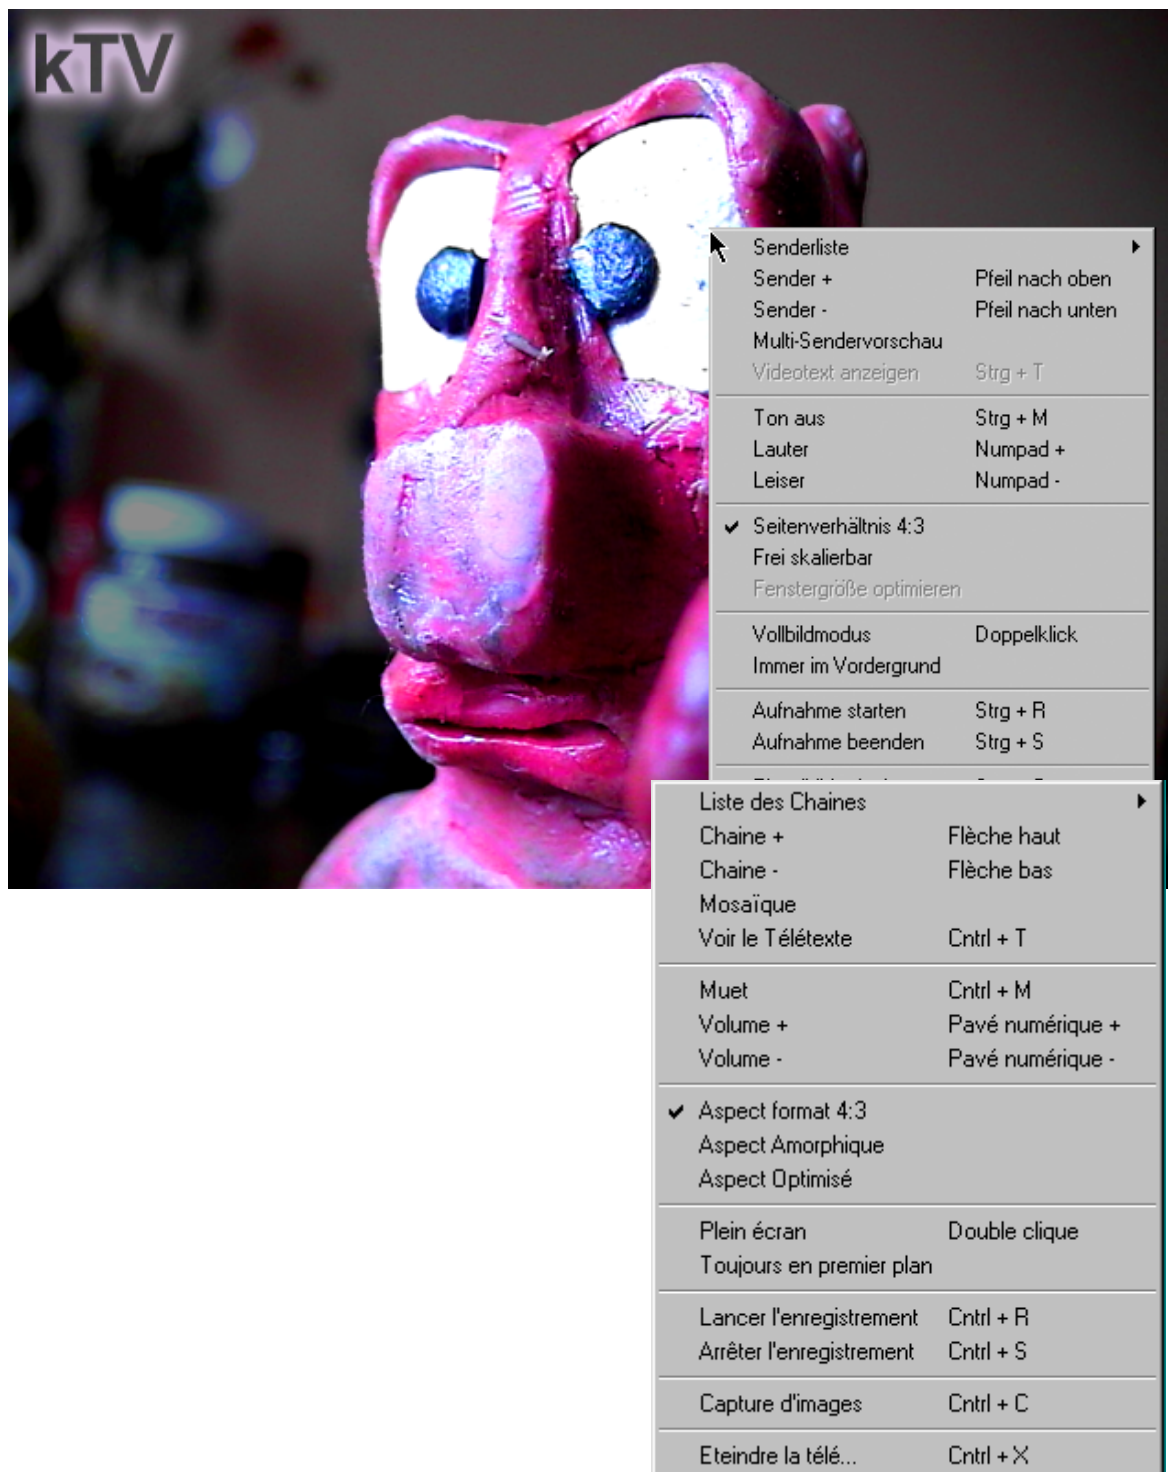 kTV
Senderliste
Sender + Pfeil nach oben
Sender - Pfeil nach unten
Multi-Sendervorschau
Videotext anzeigen Strg + T
Ton aus Strg + M
Lauter Numpad +
Leiser Numpad -
Seitenverhältnis 4:3
Frei skalierbar
Fenstergröße optimieren
Vollbildmodus Doppelklick
Immer im Vordergrund
Aufnahme starten Strg + R
Aufnahme beenden Strg + S
Liste des Chaines
Chaine + Flèche haut
Chaine - Flèche bas
Mosaïque
Voir le Télétexte Cntrl + T
Muet Cntrl + M
Volume + Pavé numérique +
Volume - Pavé numérique -
Aspect format 4:3
Aspect Amorphique
Aspect Optimisé
Plein écran Double clique
Toujours en premier plan
Lancer l'enregistrement Cntrl + R
Arrêter l'enregistrement Cntrl + S
Capture d'images Cntrl + C
Eteindre la télé... Cntrl + X